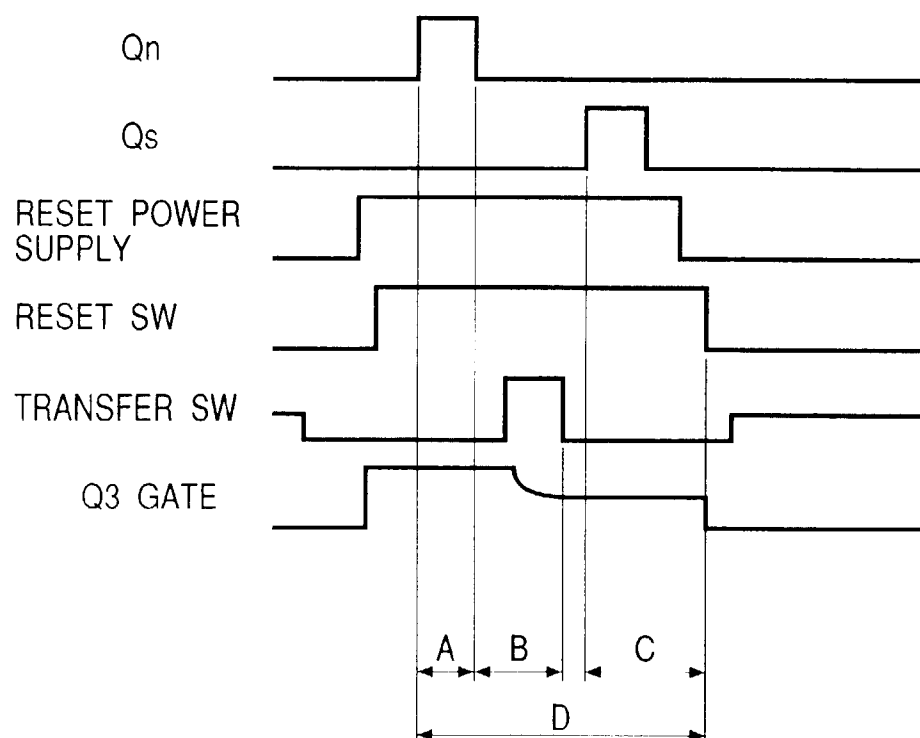 Qn
Qs
RESET POWER
SUPPLY
RESET SW
TRANSFER SW
Q3 GATE
A
B
C
D